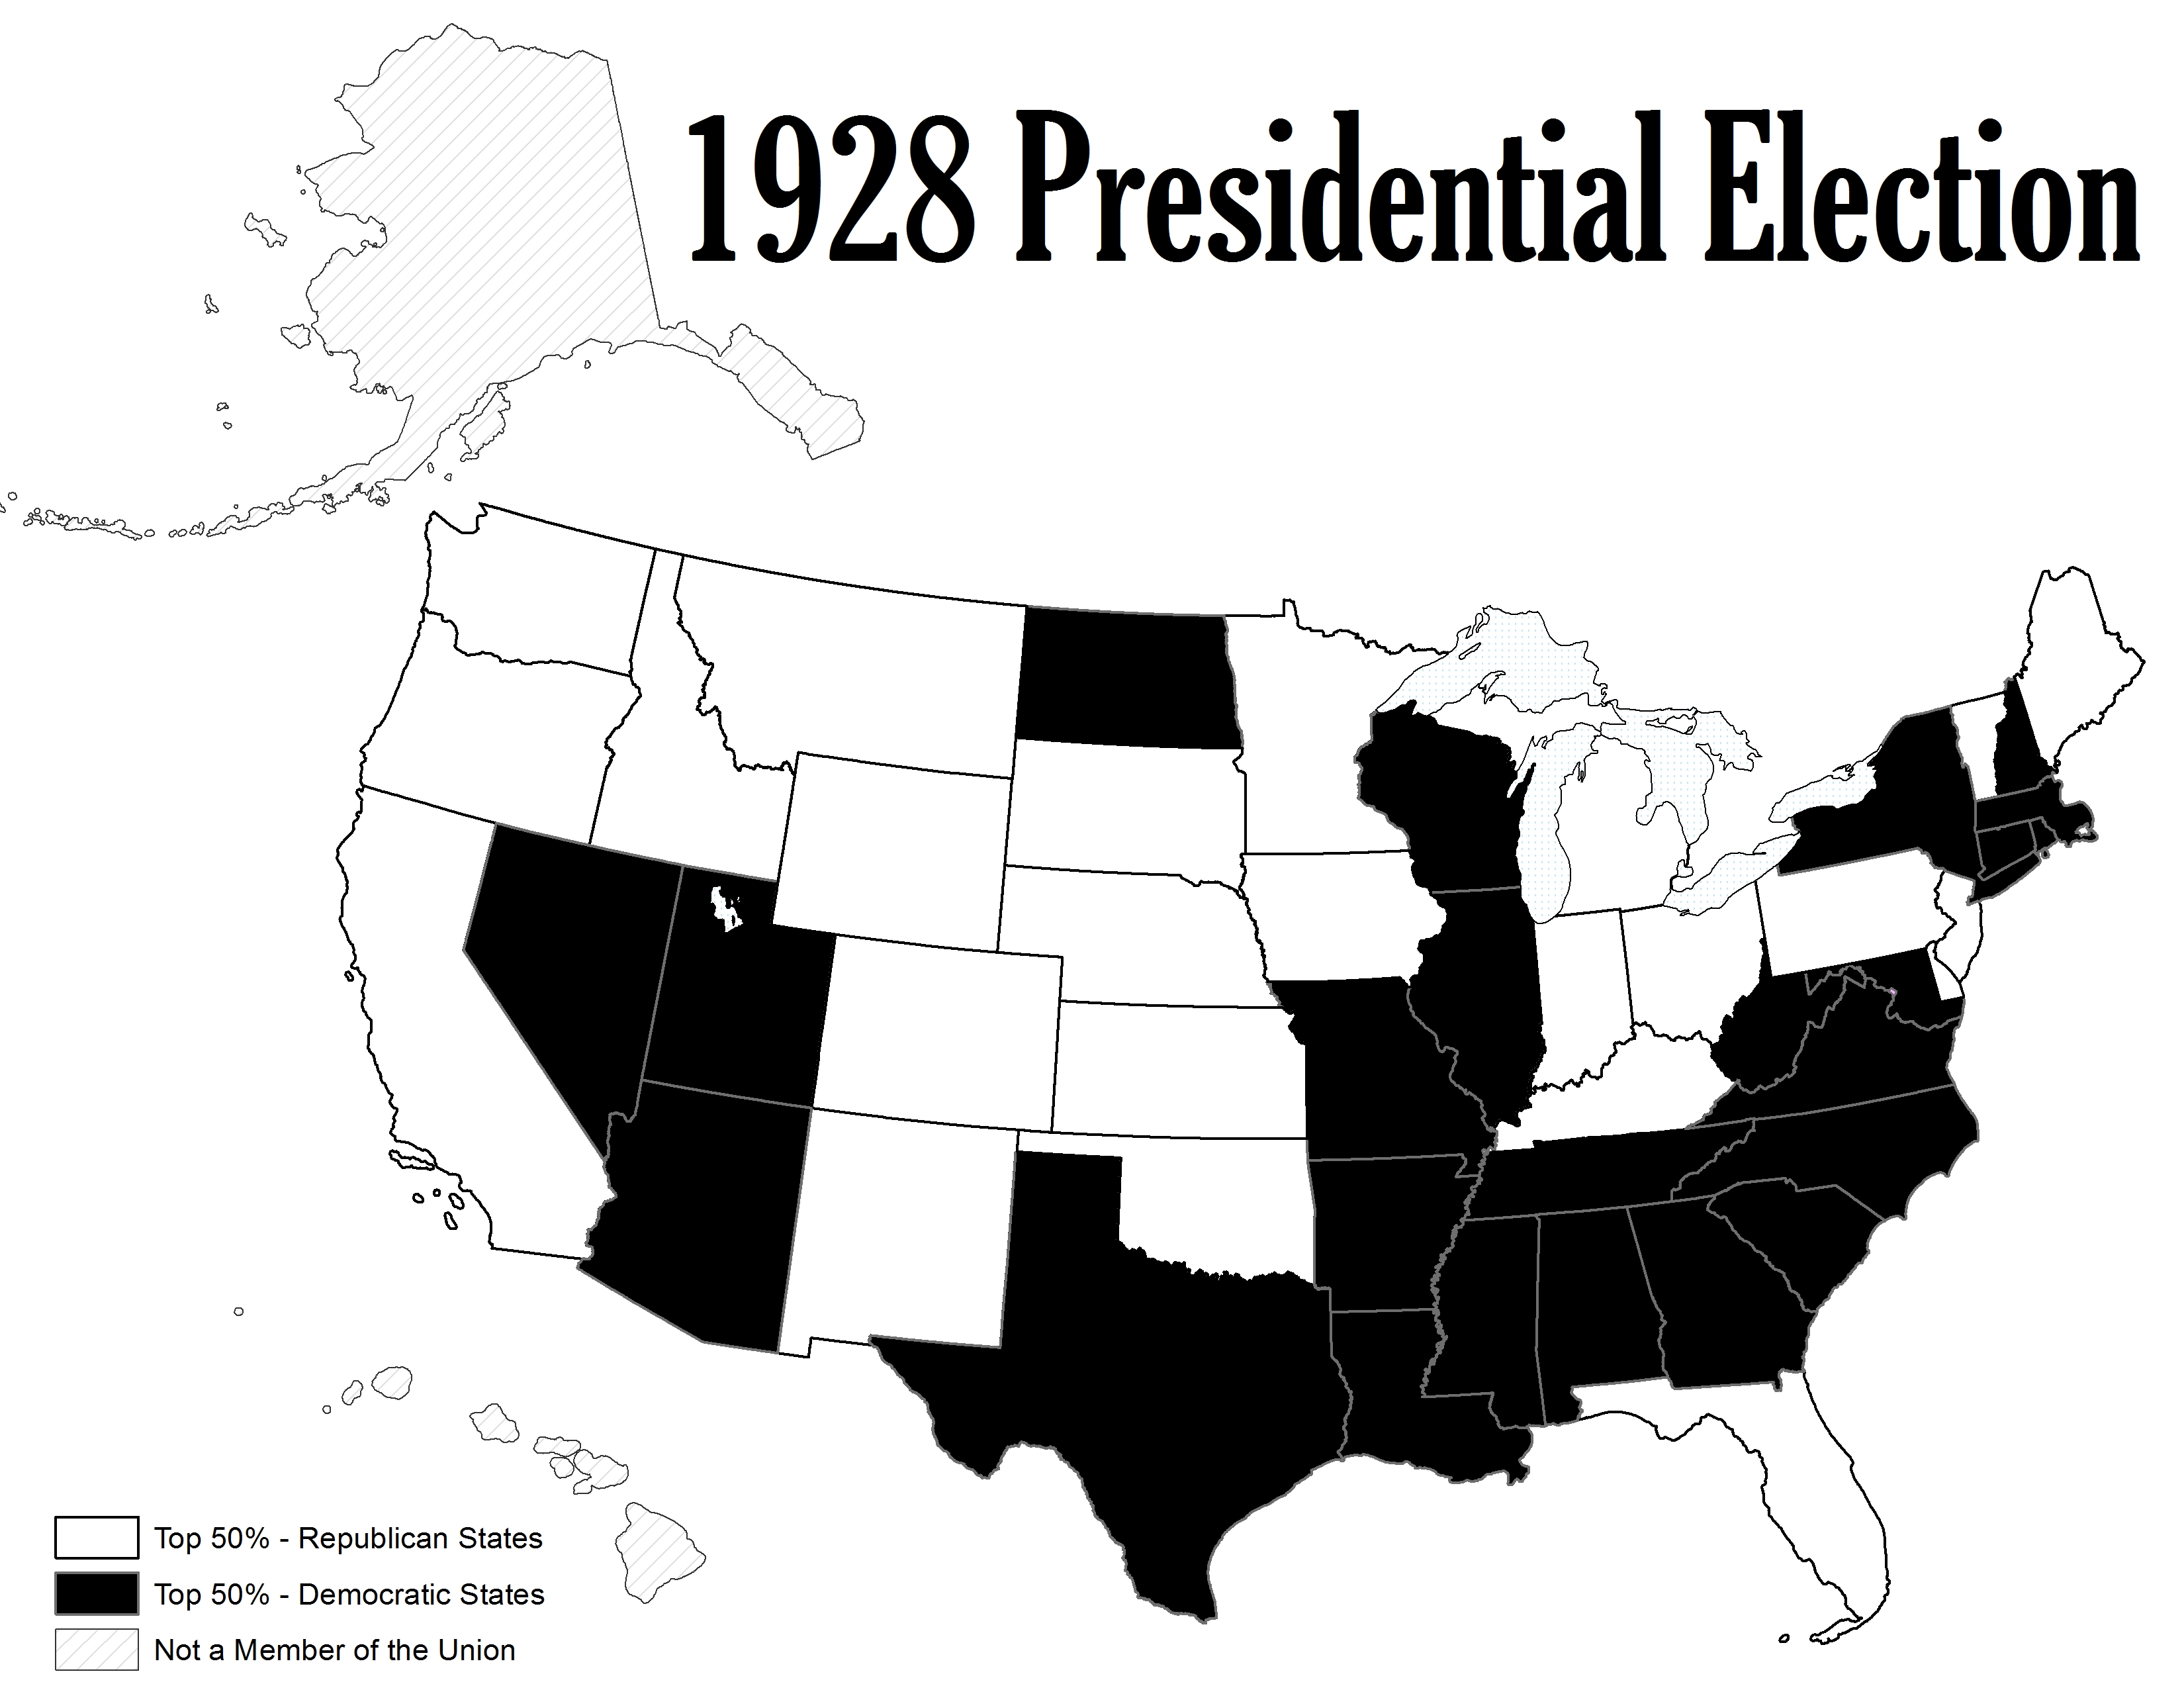 1928 Presidential Election
Top 50% - Republican States
Top 50% - Democratic States
Not a Member of the Union